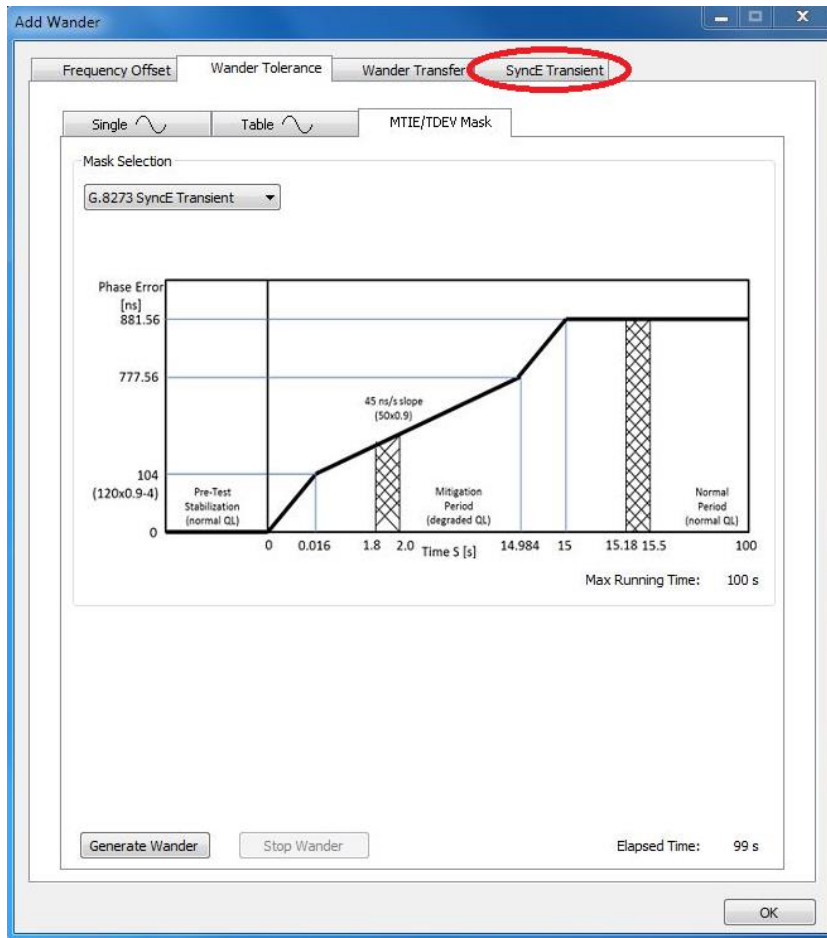 Add Wander
Frequency Offset Wander Tolerance Wander Transfer SyncE Transient
Single Table MTIE/TDEV Mask
Mask Selection
G.8273 SyncE Transient
Phase Error
[ns]
881.56
777.56
45 ns/s slope
(50x0.9)
104
(120x0.9-4)
Pre-Test
Stabilization
(normal QL)
Mitigation
Period
(degraded QL)
Normal
Period
(normal QL)
0
0 0.016 1.8 2.0 Time S [s] 14.984 15 15.18 15.5 100
Max Running Time: 100 s
Generate Wander Stop Wander Elapsed Time: 99 s
OK